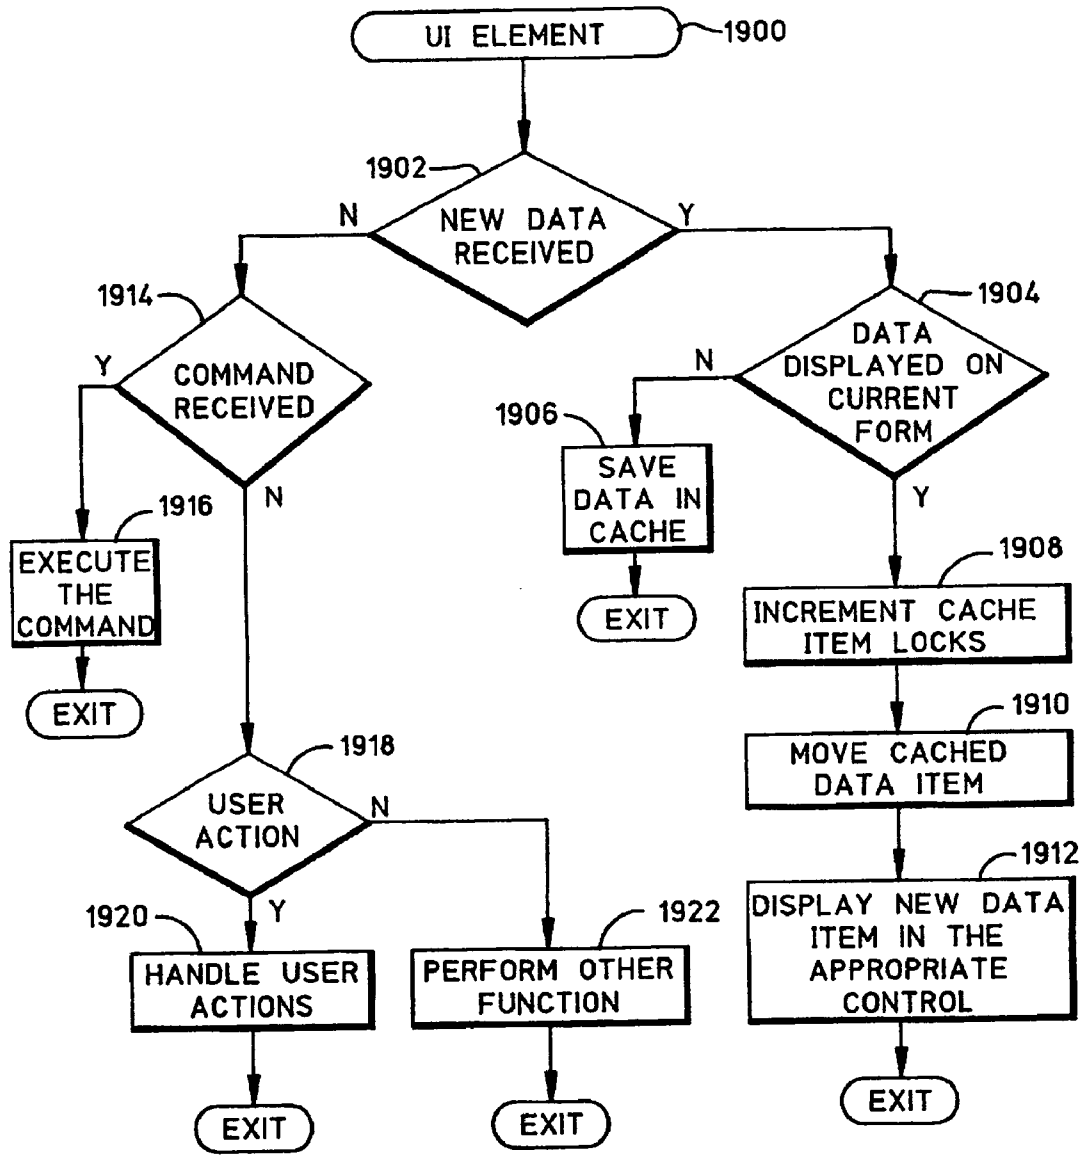 UI ELEMENT
1900
1902
N
NEW DATA
RECEIVED
Y
1914
Y
COMMAND
RECEIVED
N
1904
DATA
DISPLAYED ON
CURRENT
FORM
N
Y
1906
SAVE
DATA IN
CACHE
EXIT
1916
EXECUTE
THE
COMMAND
EXIT
1908
INCREMENT CACHE
ITEM LOCKS
1910
MOVE CACHED
DATA ITEM
1918
USER
ACTION
N
Y
1912
DISPLAY NEW DATA
ITEM IN THE
APPROPRIATE
CONTROL
EXIT
1920
HANDLE USER
ACTIONS
EXIT
1922
PERFORM OTHER
FUNCTION
EXIT